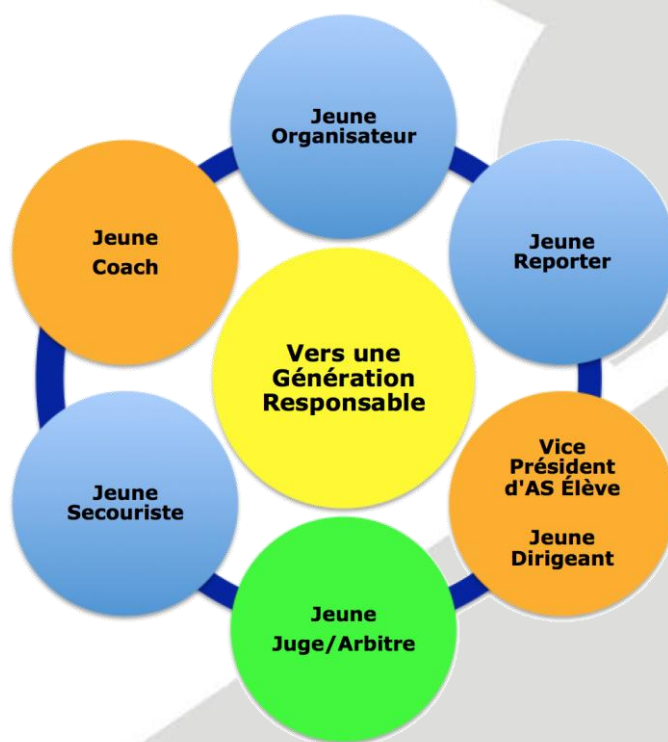 Jeune
Organisateur
Jeune
Reporter
Jeune
Coach
Vers une
Génération
Responsable
Vice
Président
d'AS Élève
Jeune
Dirigeant
Jeune
Secouriste
Jeune
Juge/Arbitre